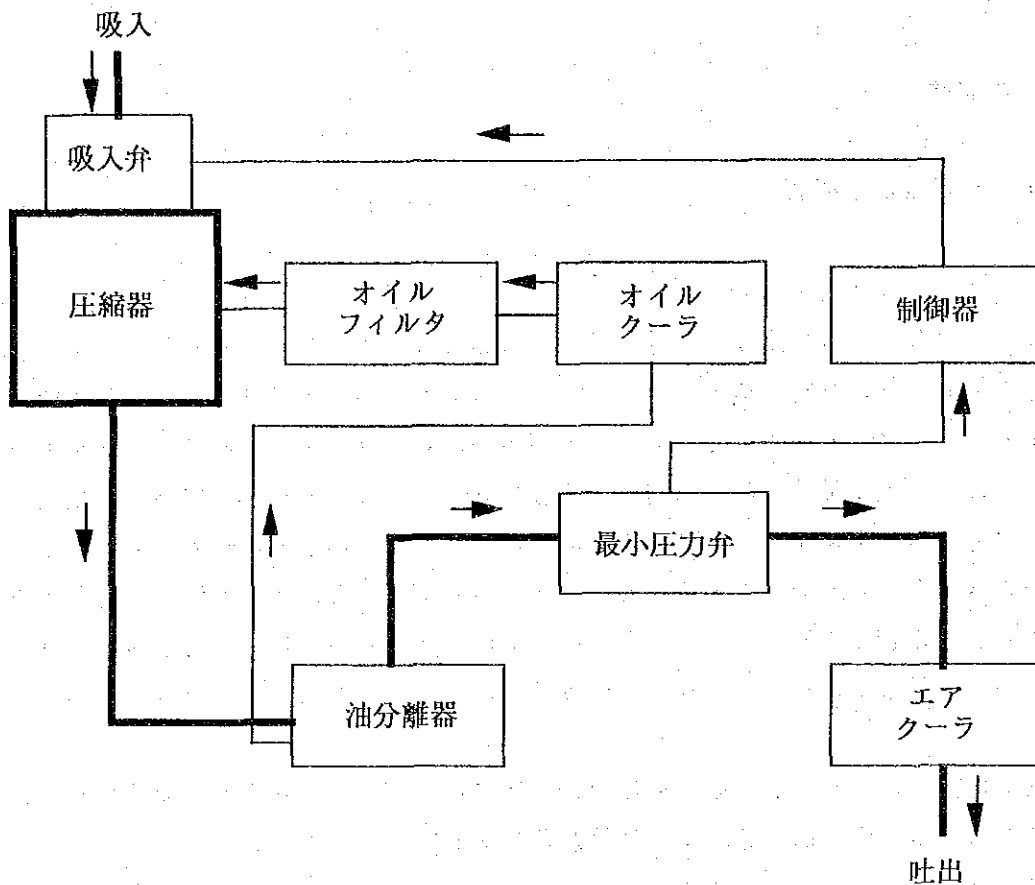 吸入
吸入弁
圧縮器
オイル
フィルタ
オイル
クーラ
制御器
最小圧力弁
油分離器
エア
クーラ
吐出